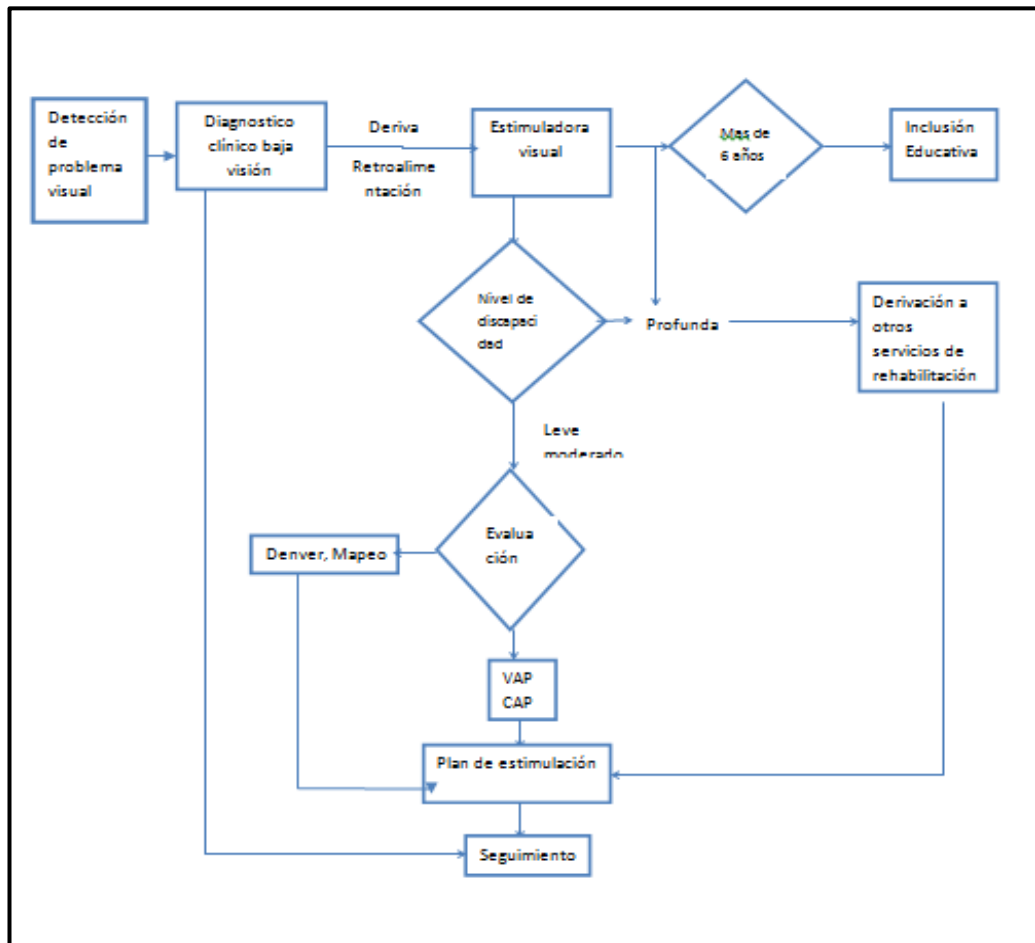 Detección
de
problema
visual
Diagnostico
clínico baja
visión
Deriva
Retroalime
ntación
Estimuladora
visual
Mas de
6 años
Inclusión
Educativa
Nivel de
discapaci
dad
Profunda
Derivación a
otros
servicios de
rehabilitación
Leve
moderado
Evalua
ción
Denver, Mapeo
VAP
CAP
Plan de estimulación
Seguimiento